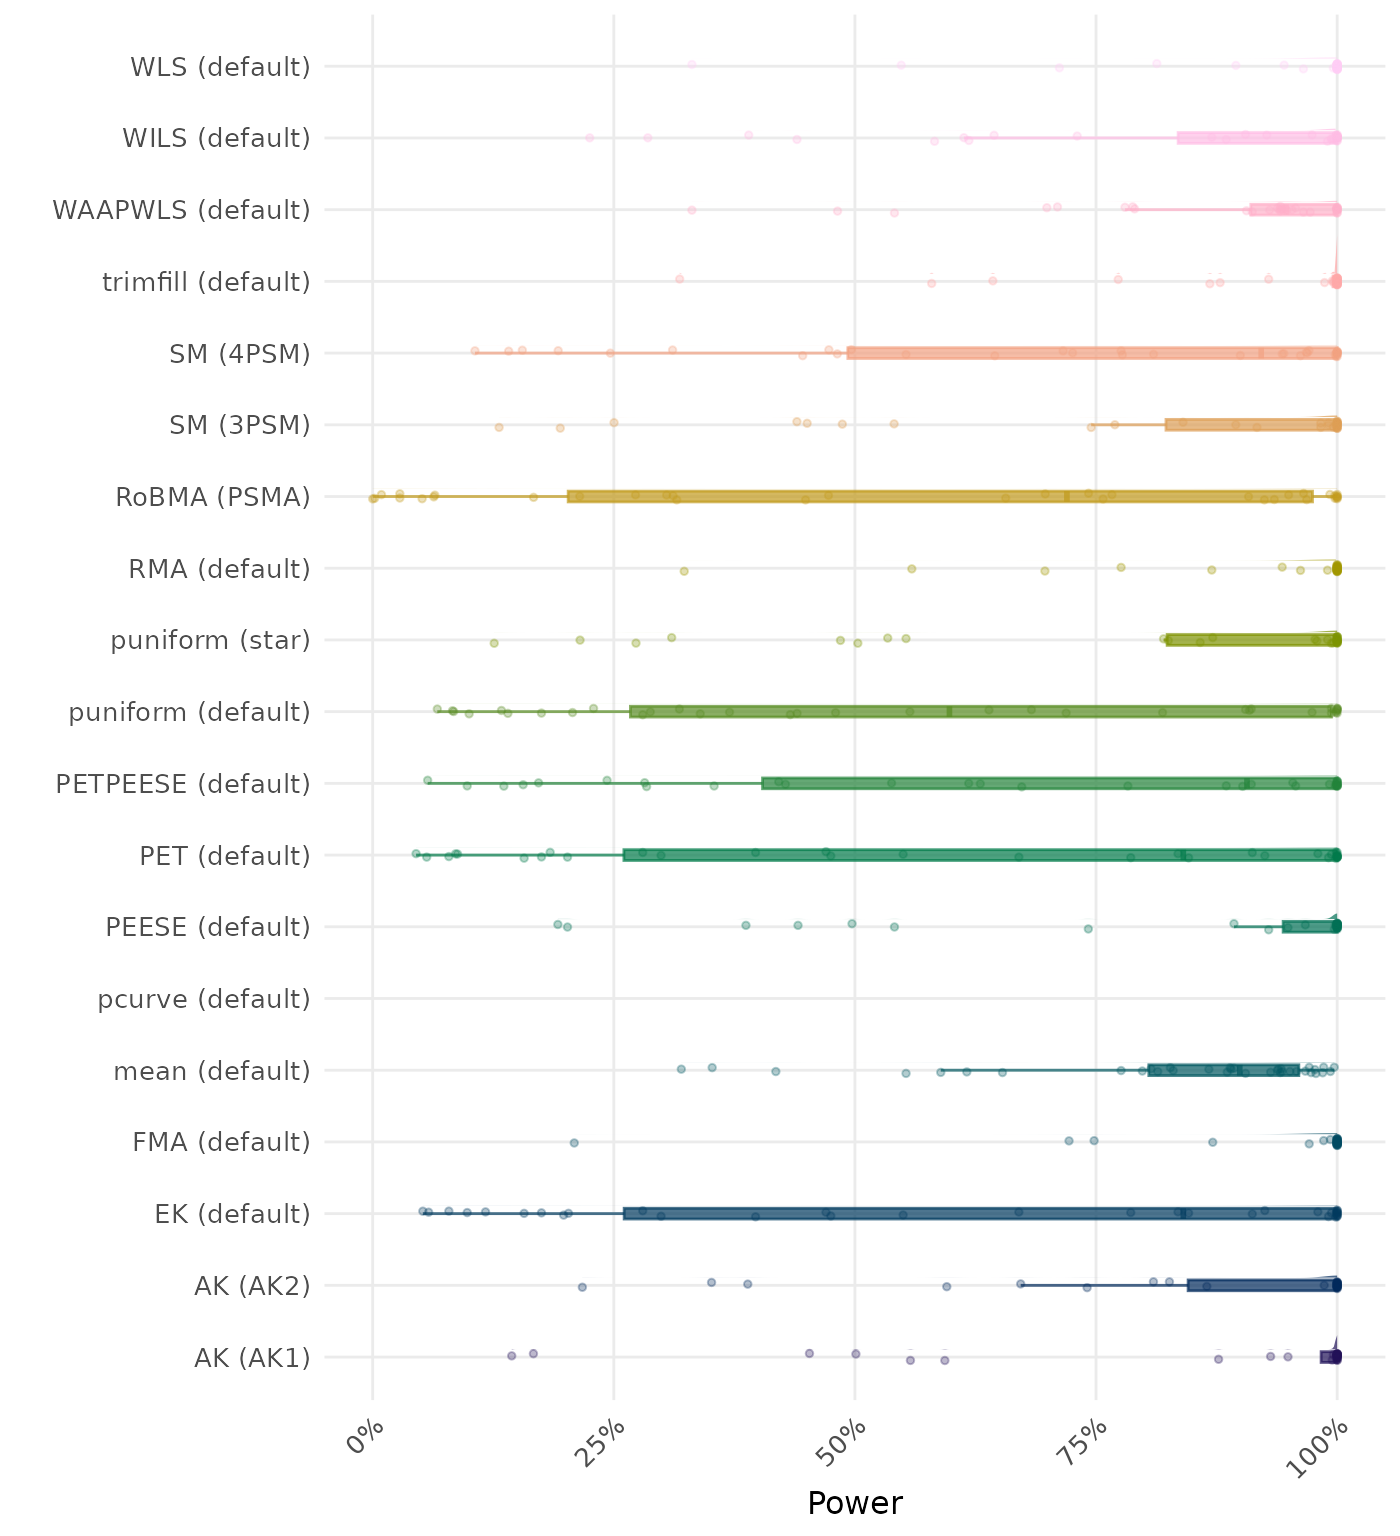 WLS (default)
WILS (default)
WAAPWLS (default)
trimfill (default)
SM (4PSM)
SM (3PSM)
RoBMA (PSMA)
RMA (default)
puniform (star)
puniform (default)
PETPEESE (default)
PET (default)
PEESE (default)
pcurve (default)
mean (default)
FMA (default)
EK (default)
AK (AK2)
AK (AK1)
0% 25% 50% 75% 100%
Power